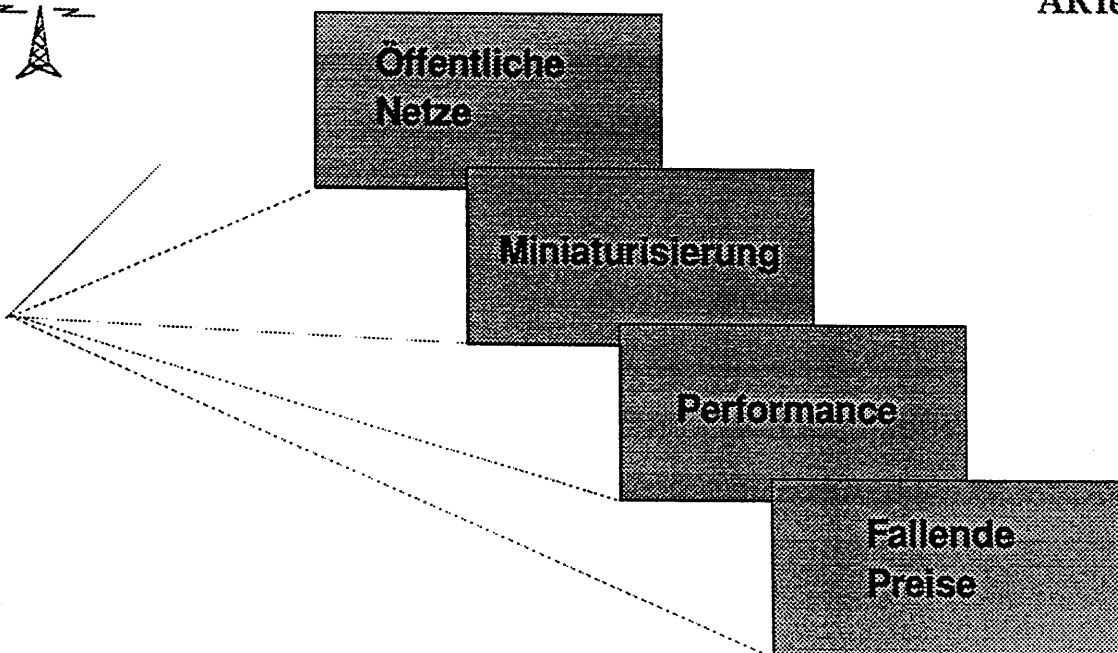 Öffentliche
Netze
Miniaturisierung
Performance
Fallende
Preise